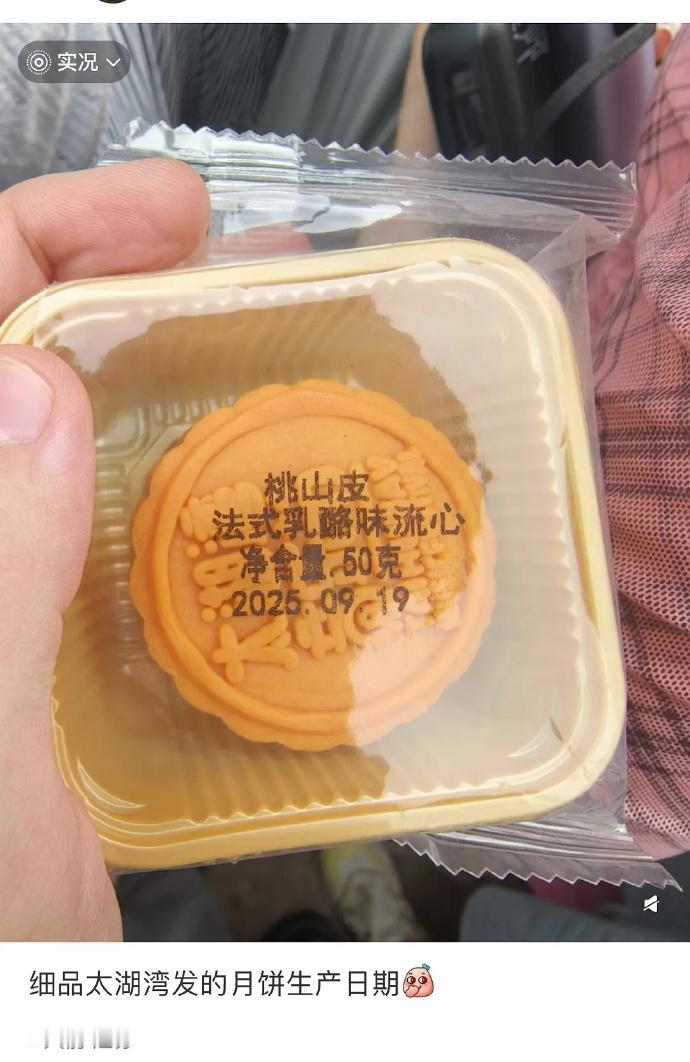 实况
桃山皮
法式乳酪味流心
净含量.50克
2025.09.19
细品太湖湾发的月饼生产日期